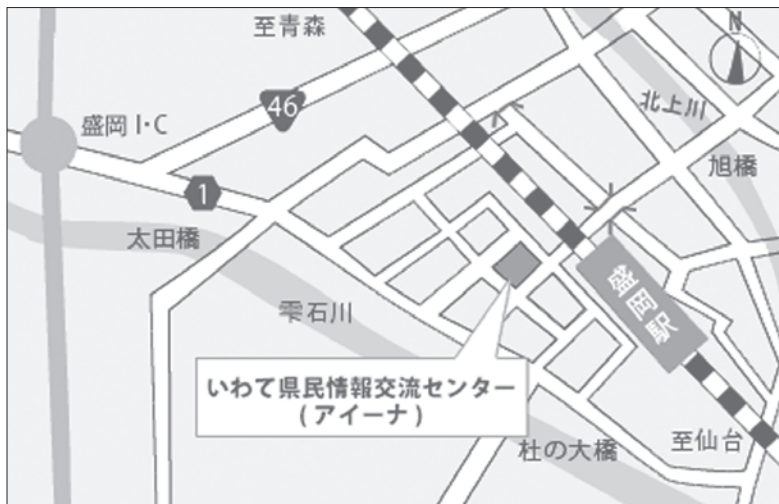 至青森
N
46
盛岡 I・C
北上川
旭橋
1
太田橋
盛岡駅
雫石川
いわて県民情報交流センター
(アイーナ)
至仙台
杜の大橋